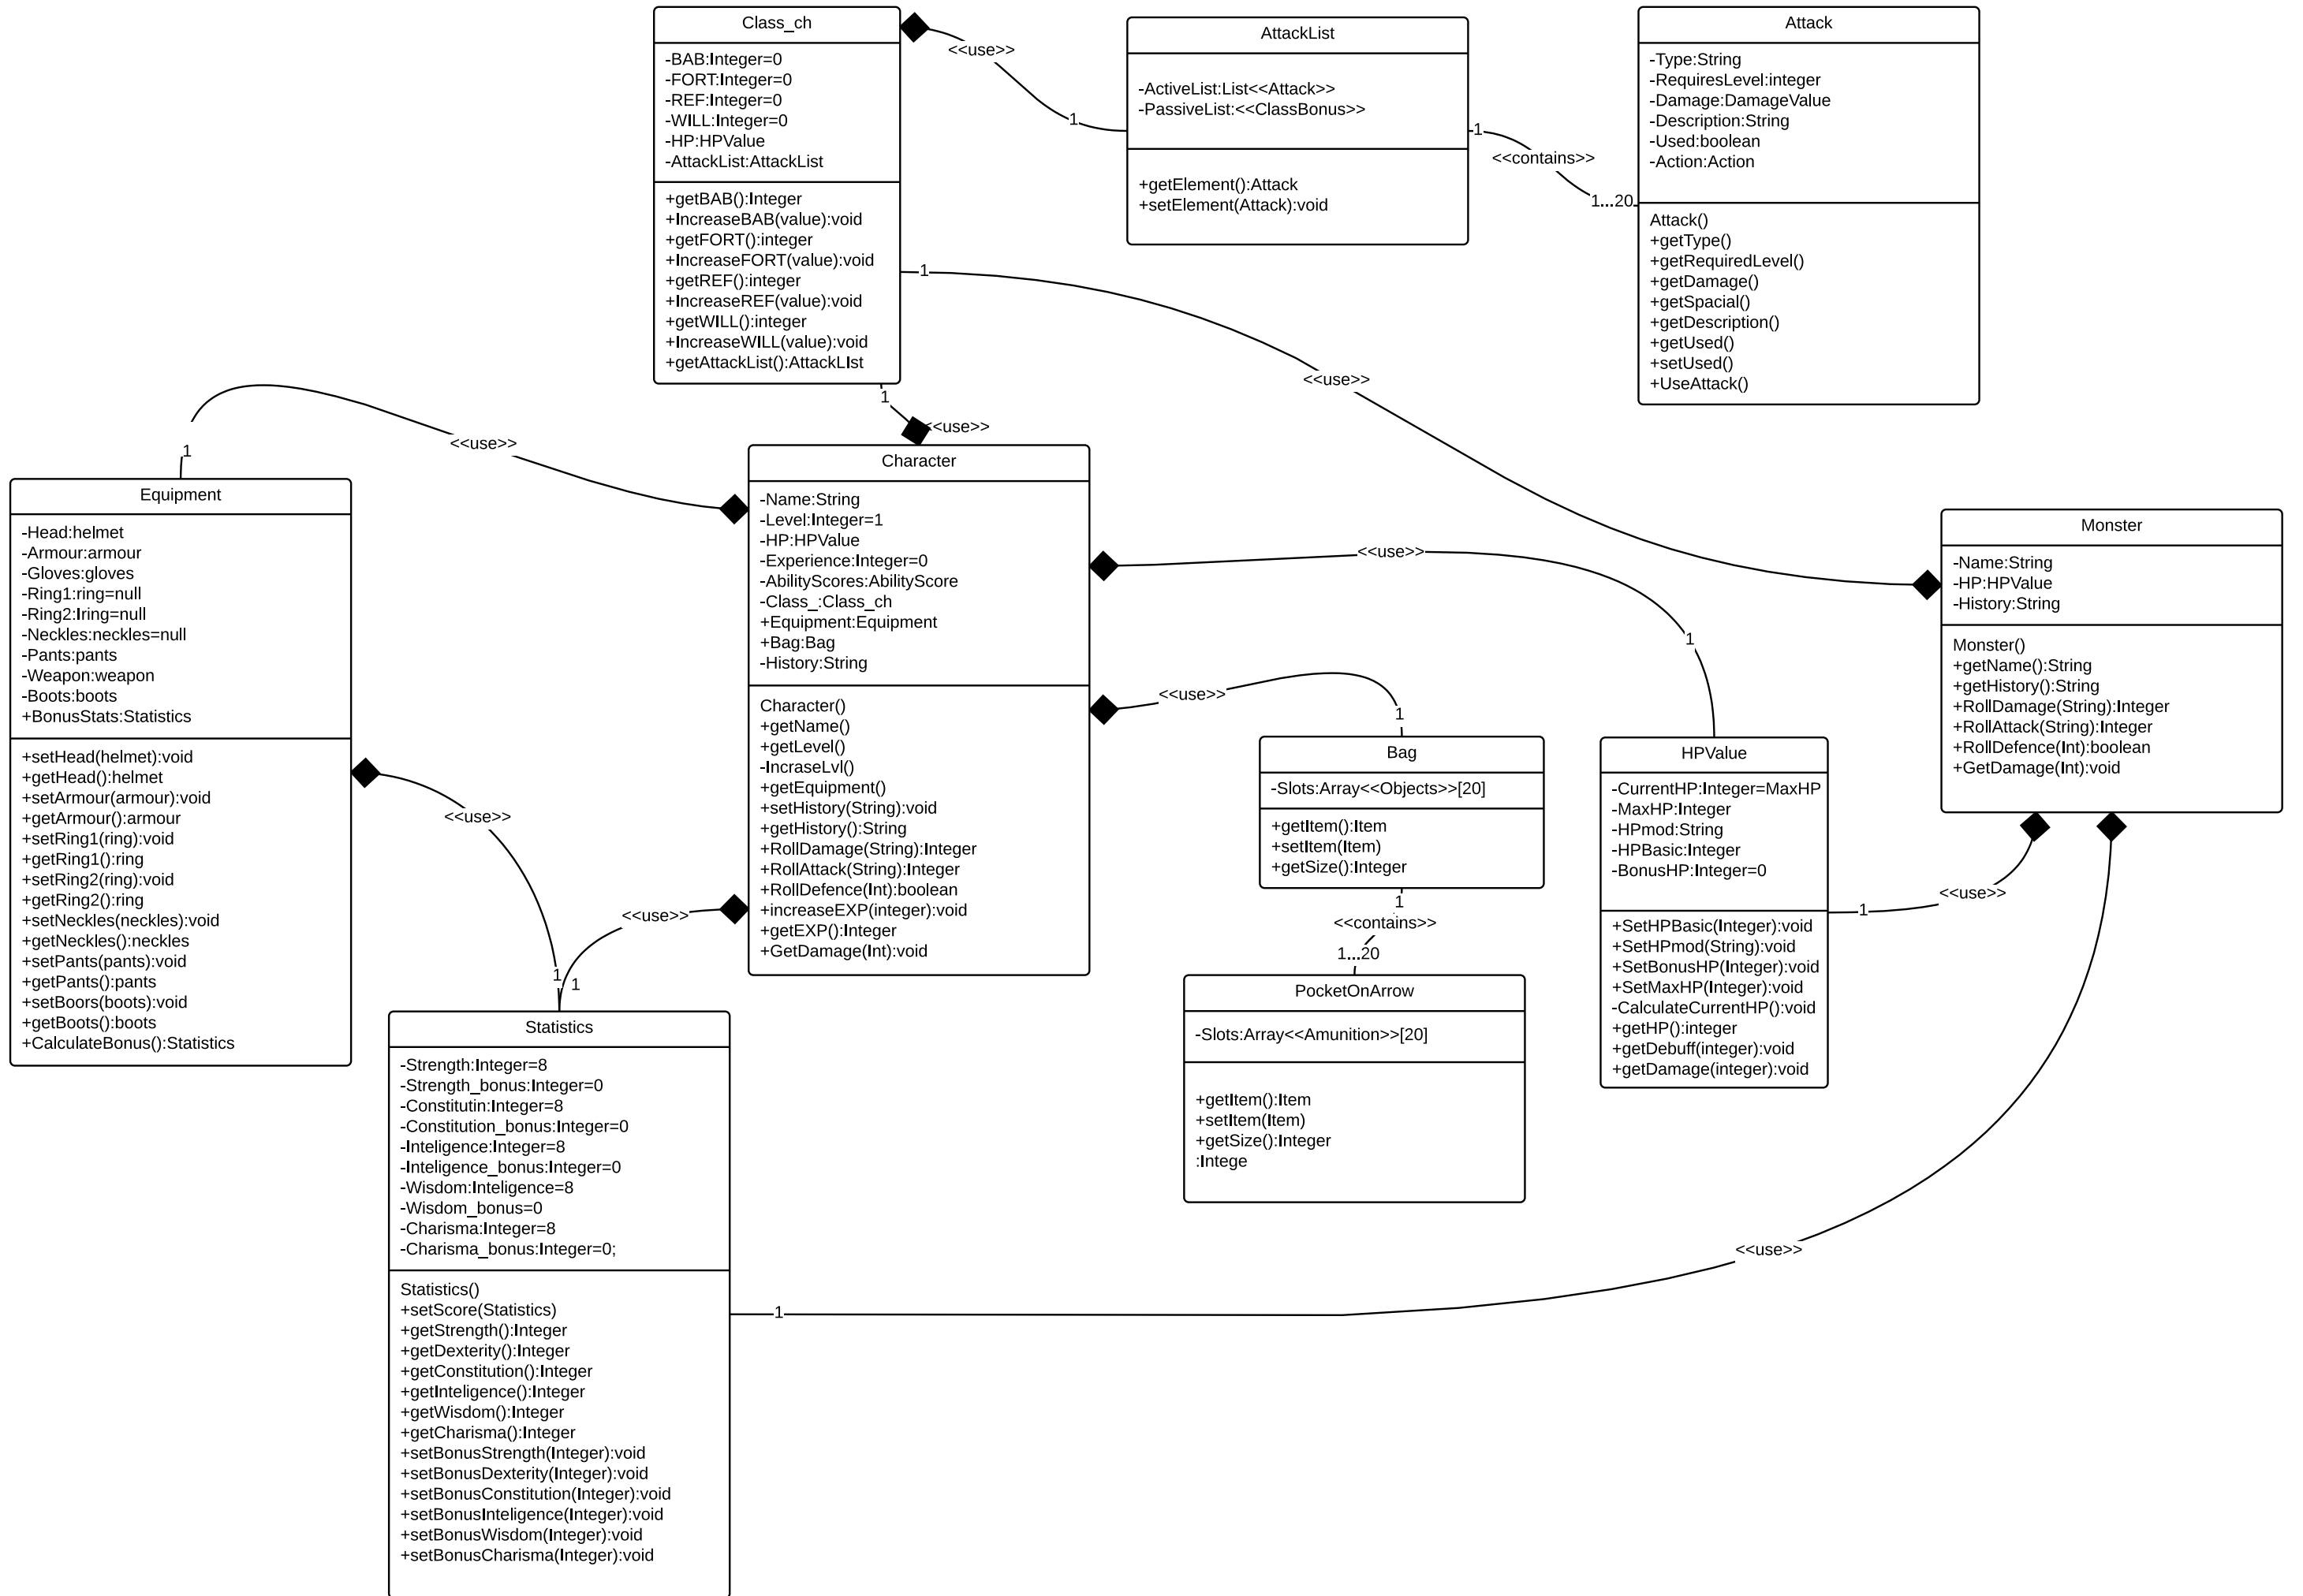 Class_ch
-BAB:Integer=0
-FORT:Integer=0
-REF:Integer=0
-WILL:Integer=0
-HP:HPValue
-AttackList:AttackList
+getBAB():Integer
+IncreaseBAB(value):void
+getFORT():integer
+IncreaseFORT(value):void
+getREF():integer
+IncreaseREF(value):void
+getWILL():integer
+IncreaseWILL(value):void
+getAttackList():AttackLIst
<<use>>
1
AttackList
-ActiveList:List<<Attack>>
-PassiveList:<<ClassBonus>>
+getElement():Attack
+setElement(Attack):void
1
<<contains>>
1...20
Attack
-Type:String
-RequiresLevel:integer
-Damage:DamageValue
-Description:String
-Used:boolean
-Action:Action
Attack()
+getType()
+getRequiredLevel()
+getDamage()
+getSpacial()
+getDescription()
+getUsed()
+setUsed()
+UseAttack()
1
<<use>>
1
<<use>>
1
<<use>>
Equipment
-Head:helmet
-Armour:armour
-Gloves:gloves
-Ring1:ring=null
-Ring2:Iring=null
-Neckles:neckles=null
-Pants:pants
-Weapon:weapon
-Boots:boots
+BonusStats:Statistics
+setHead(helmet):void
+getHead():helmet
+setArmour(armour):void
+getArmour():armour
+setRing1(ring):void
+getRing1():ring
+setRing2(ring):void
+getRing2():ring
+setNeckles(neckles):void
+getNeckles():neckles
+setPants(pants):void
+getPants():pants
+setBoors(boots):void
+getBoots():boots
+CalculateBonus():Statistics
<<use>>
1
Character
-Name:String
-Level:Integer=1
-HP:HPValue
-Experience:Integer=0
-AbilityScores:AbilityScore
-Class_:Class_ch
+Equipment:Equipment
+Bag:Bag
-History:String
Character()
+getName()
+getLevel()
-IncraseLvl()
+getEquipment()
+setHistory(String):void
+getHistory():String
+RollDamage(String):Integer
+RollAttack(String):Integer
+RollDefence(Int):boolean
+increaseEXP(integer):void
+getEXP():Integer
+GetDamage(Int):void
<<use>>
1
<<use>>
1
<<use>>
1
Bag
-Slots:Array<<Objects>>[20]
+getItem():Item
+setItem(Item)
+getSize():Integer
1
<<contains>>
1...20
PocketOnArrow
-Slots:Array<<Amunition>>[20]
+getItem():Item
+setItem(Item)
+getSize():Integer
:Intege
HPValue
-CurrentHP:Integer=MaxHP
-MaxHP:Integer
-HPmod:String
-HPBasic:Integer
-BonusHP:Integer=0
+SetHPBasic(Integer):void
+SetHPmod(String):void
+SetBonusHP(Integer):void
+SetMaxHP(Integer):void
-CalculateCurrentHP():void
+getHP():integer
+getDebuff(integer):void
+getDamage(integer):void
Monster
-Name:String
-HP:HPValue
-History:String
Monster()
+getName():String
+getHistory():String
+RollDamage(String):Integer
+RollAttack(String):Integer
+RollDefence(Int):boolean
+GetDamage(Int):void
<<use>>
1
<<use>>
1
Statistics
-Strength:Integer=8
-Strength_bonus:Integer=0
-Constitutin:Integer=8
-Constitution_bonus:Integer=0
-Inteligence:Integer=8
-Inteligence_bonus:Integer=0
-Wisdom:Inteligence=8
-Wisdom_bonus=0
-Charisma:Integer=8
-Charisma_bonus:Integer=0;
Statistics()
+setScore(Statistics)
+getStrength():Integer
+getDexterity():Integer
+getConstitution():Integer
+getInteligence():Integer
+getWisdom():Integer
+getCharisma():Integer
+setBonusStrength(Integer):void
+setBonusDexterity(Integer):void
+setBonusConstitution(Integer):void
+setBonusInteligence(Integer):void
+setBonusWisdom(Integer):void
+setBonusCharisma(Integer):void